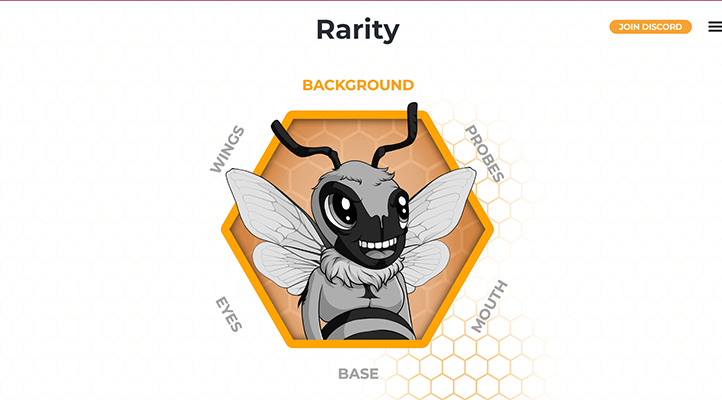 Rarity
JOIN DISCORD
BACKGROUND
WINGS
PROBES
EYES
MOUTH
BASE